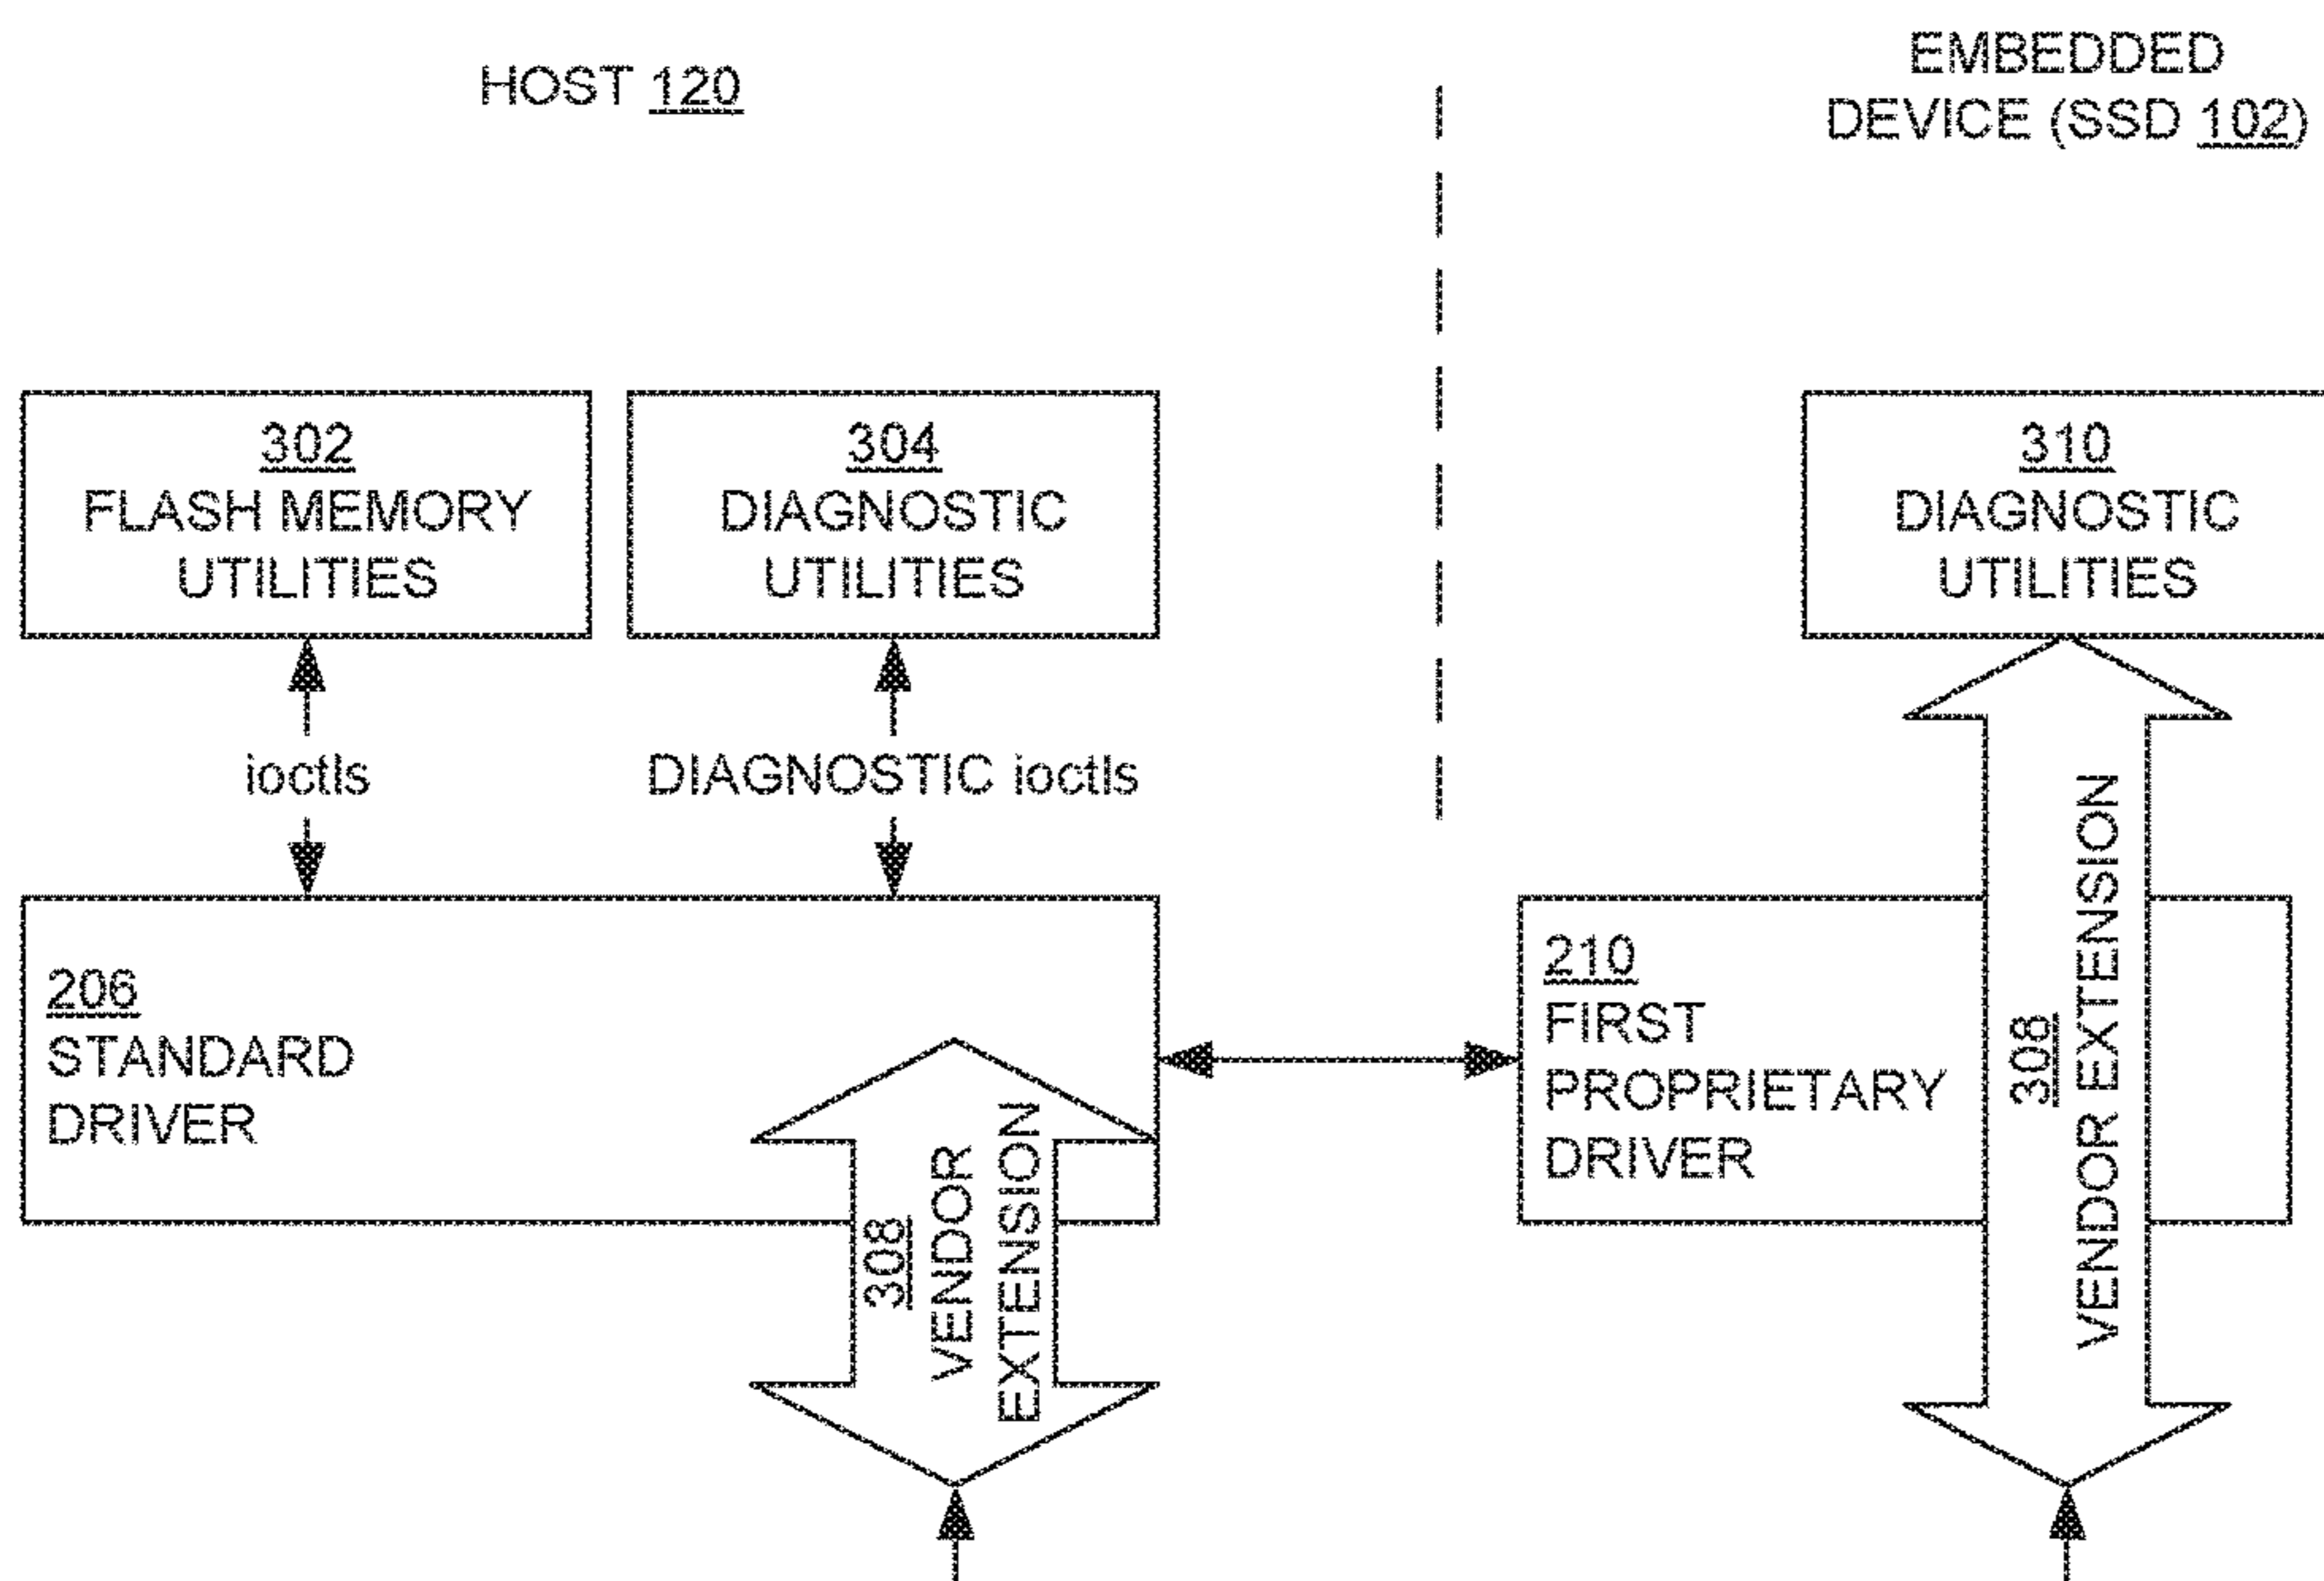 HOST 120
EMBEDDED
DEVICE (SSD 102)
302
FLASH MEMORY
UTILITIES
304
DIAGNOSTIC
UTILITIES
310
DIAGNOSTIC
UTILITIES
ioctls
DIAGNOSTIC ioctls
206
STANDARD
DRIVER
308
VENDOR
EXTENSION
210
FIRST
PROPRIETARY
DRIVER
308
VENDOR EXTENSION